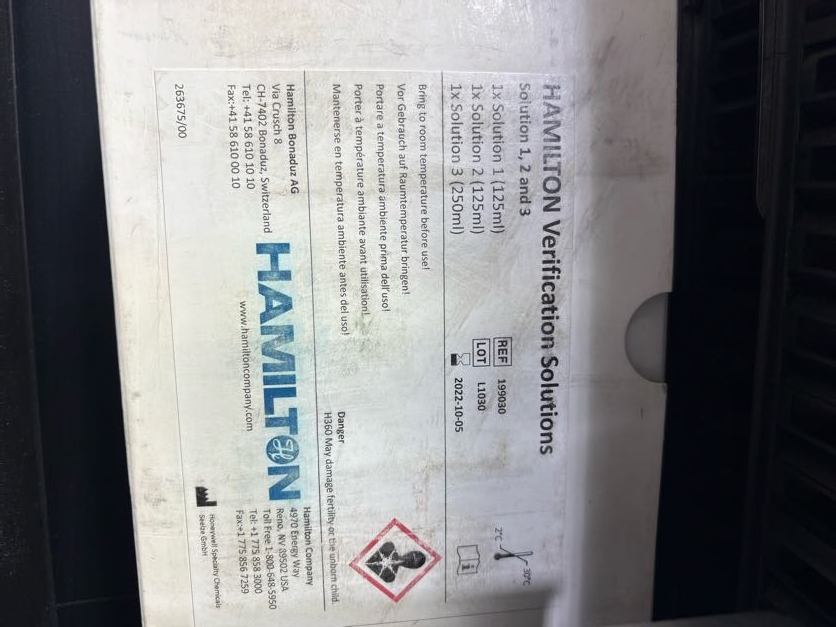 HAMILTON Verification Solutions
Solution 1, 2 and 3
1x Solution 1 (125ml)
1x Solution 2 (125ml)
1x Solution 3 (250ml)
REF 199030
LOT L1030
2022-10-05
2°C
30°C
i
Bring to room temperature before use!
Vor Gebrauch auf Raumtemperatur bringen!
Portare a temperatura ambiente prima dell'uso!
Porter à température ambiante avant utilisation!
Mantenerse en temperatura ambiente antes del uso!
Danger
H360 May damage fertility or the unborn child.
Hamilton Bonaduz AG
Via Crusch 8
CH-7402 Bonaduz, Switzerland
Tel: +41 58 610 10 10
Fax:+41 58 610 00 10
HAMILTON
www.hamiltoncompany.com
Hamilton Company
4970 Energy Way
Reno, NV 89502 USA
Toll Free 1-800-648-5950
Tel: +1 775 858 3000
Fax:+1 775 856 7259
Honeywell Specialty Chemicals
Seelze GmbH
263675/00